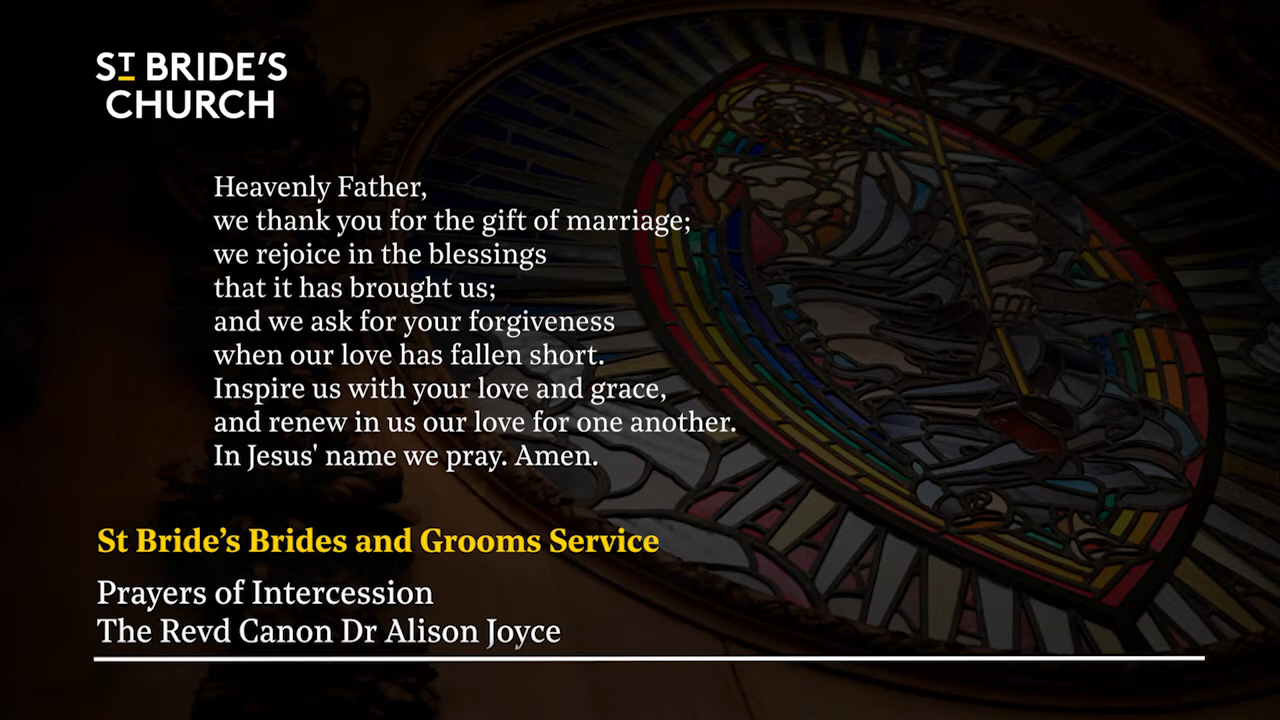 ST BRIDE'S
CHURCH
Heavenly Father,
we thank you for the gift of marriage;
we rejoice in the blessings
that it has brought us;
and we ask for your forgiveness
when our love has fallen short.
Inspire us with your love and grace,
and renew in us our love for one another.
In Jesus' name we pray. Amen.
St Bride’s Brides and Grooms Service
Prayers of Intercession
The Revd Canon Dr Alison Joyce